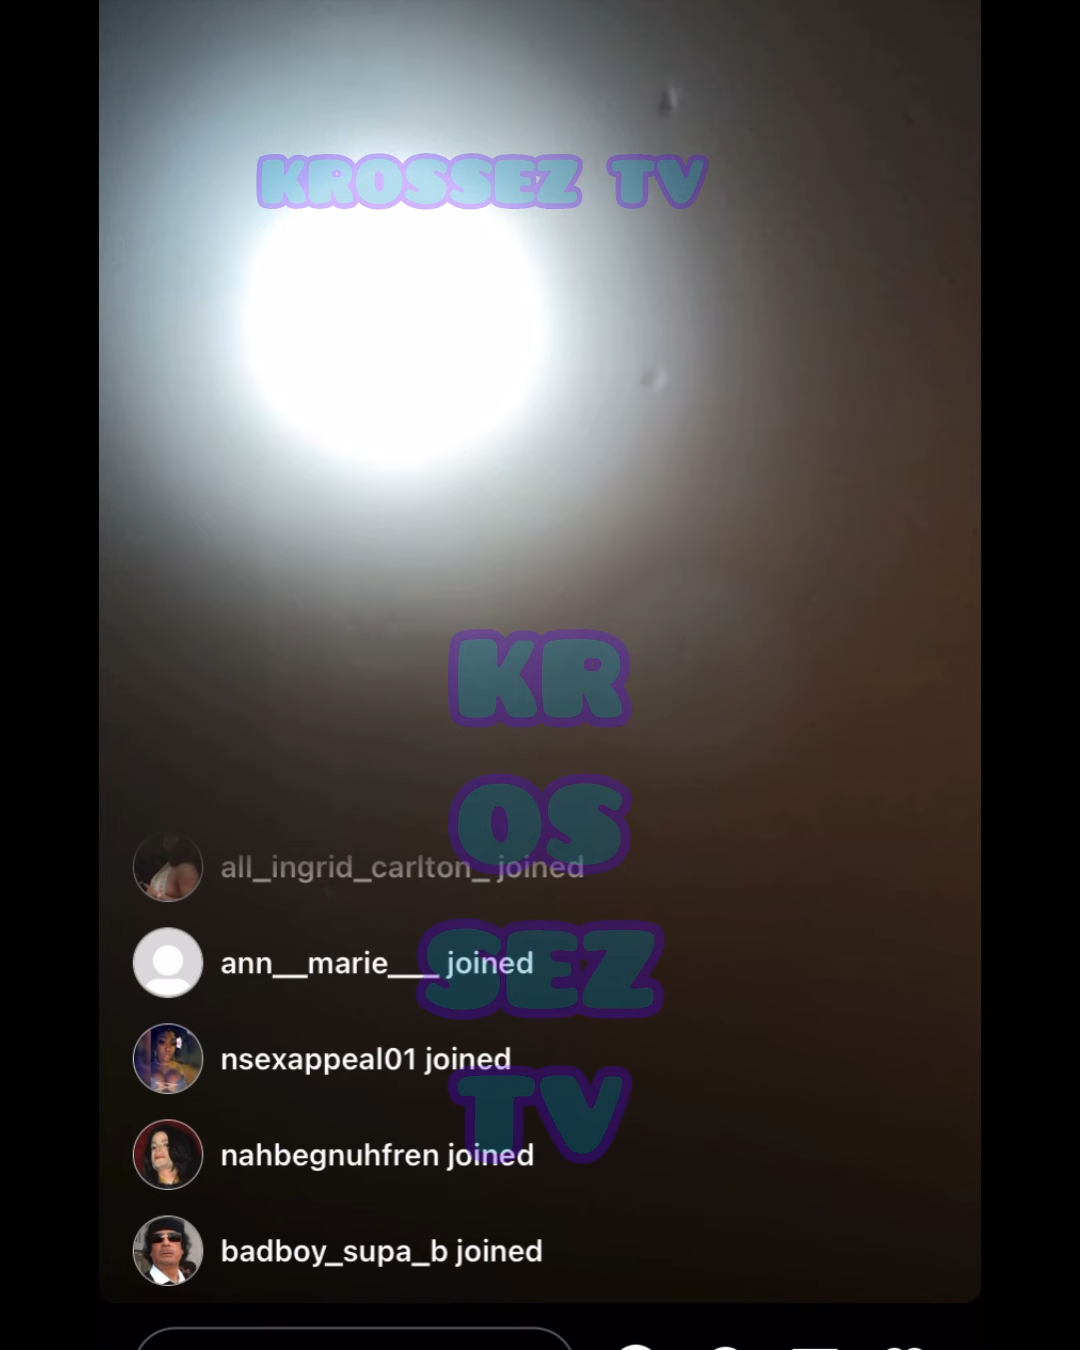 KROSSEZ TV
KR
OS
all_ingrid_carlton_ joined
SEZ
ann__marie___ joined
nsexappeal01 joined
TV
nahbegnuhfren joined
badboy_supa_b joined